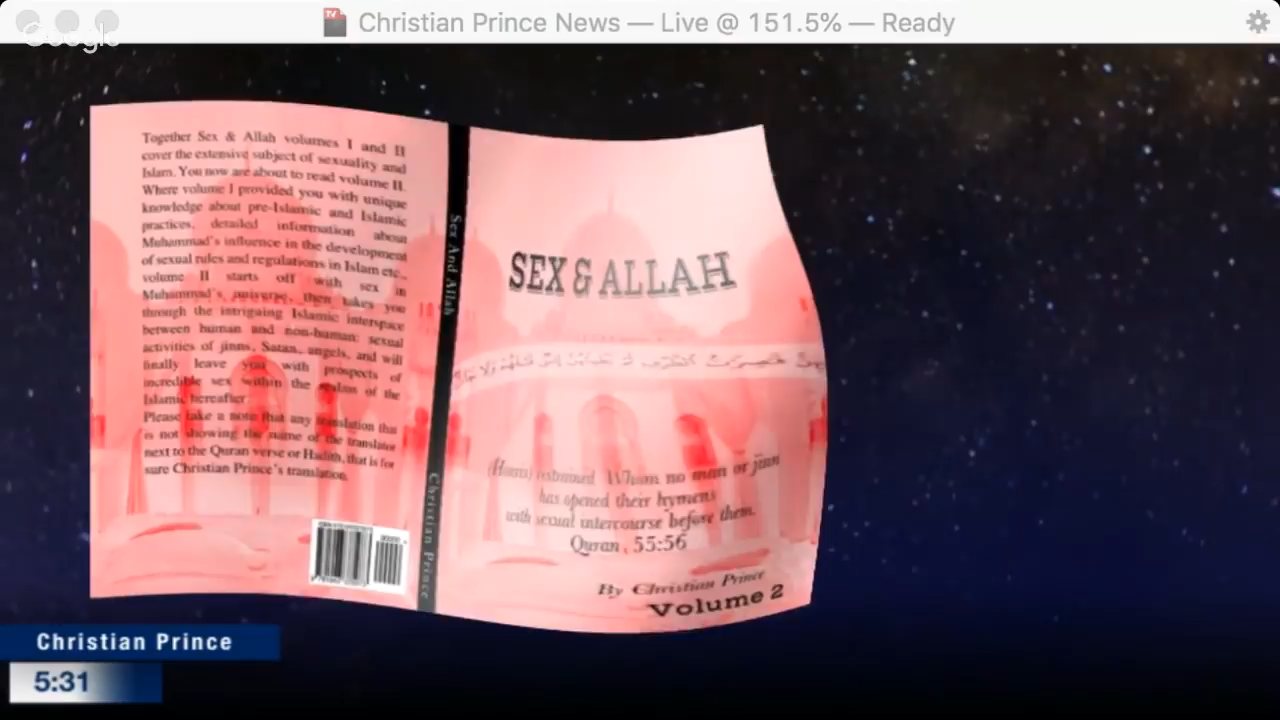 Christian Prince News — Live @ 151.5% — Ready
Google
Together Sex & Allah volumes I and II
cover the extensive subject of sexuality and
Islam. You now are about to read volume II.
Where volume I provided you with unique
knowledge about pre-Islamic and Islamic
practices, detailed information about
Muhammad's influence in the development
of sexual rules and regulations in Islam etc.,
volume II starts off with sex in
Muhammad's universe, then takes you
through the intriguing Islamic interspace
between human and non-human: sexual
activities of jinns, Satan, angels, and will
finally leave you with prospects of
incredible sex within the realm of the
Islamic hereafter
Please take a note that any translation that
is not showing the name of the translator
next to the Quran verse or Hadith, that is for
sure Christian Prince's translation.
Sex And Allah
Christian Prince
SEX & ALLAH
restrained Whom no man or jinn
has opened their hymens
with sexual intercourse before them.
Quran, 55:56
By Christian Prince
Volume 2
Christian Prince
5:31